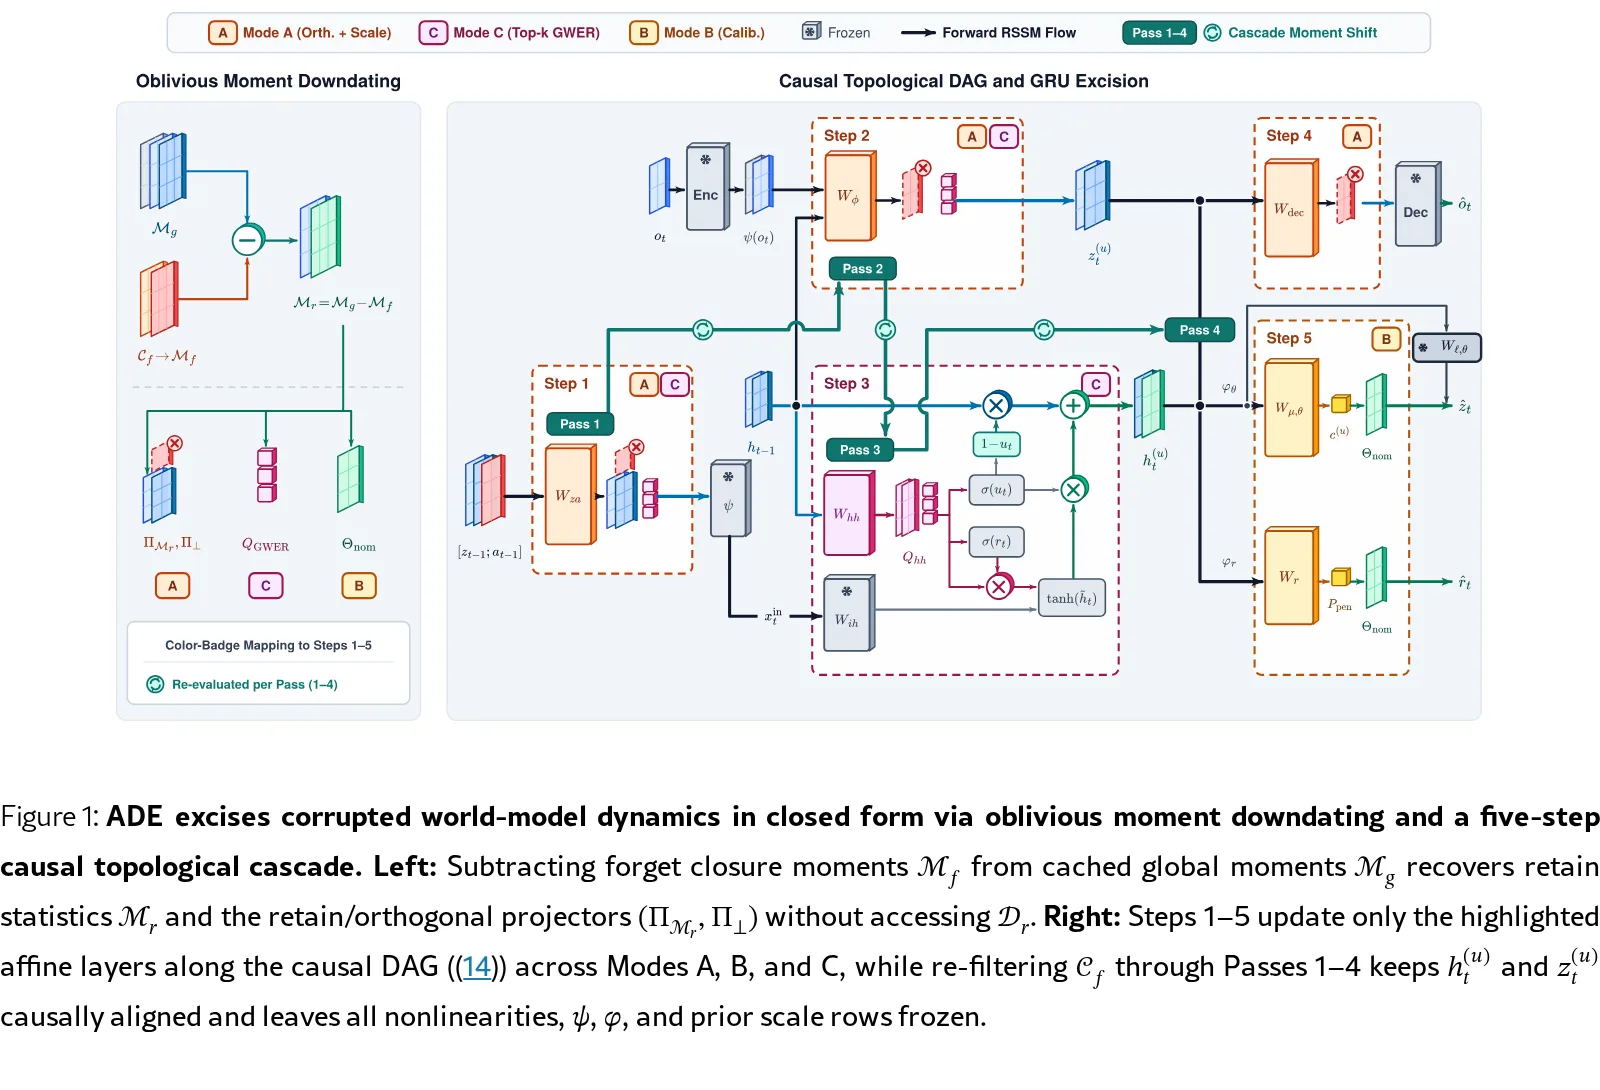 A Mode A (Orth. + Scale) C Mode C (Top-k GWER) B Mode B (Calib.) Frozen Forward RSSM Flow Pass 1–4 Cascade Moment Shift
Oblivious Moment Downdating
ℳg
𝒞f → ℳf
ℳr = ℳg − ℳf
Πℳr, Π⊥
QGWER
Θnom
A
C
B
Color-Badge Mapping to Steps 1–5
Re-evaluated per Pass (1–4)
Causal Topological DAG and GRU Excision
ot
Enc
ψ(ot)
Step 2
A C
Wϕ
Pass 2
zt(u)
Step 4
A
Wdec
Dec
ôt
Step 1
A C
Pass 1
[zt−1; at−1]
Wza
ψ
xtin
ht−1
Step 3
C
Pass 3
Whh
Qhh
Wih
1−ut
σ(ut)
σ(rt)
tanh(h̃t)
ht(u)
Pass 4
Step 5
B
φθ
Wμ,θ
c(u)
Θnom
Wℓ,θ
ẑt
φr
Wr
Ppen
Θnom
r̂t
Figure 1: ADE excises corrupted world-model dynamics in closed form via oblivious moment downdating and a five-step
causal topological cascade. Left: Subtracting forget closure moments ℳf from cached global moments ℳg recovers retain
statistics ℳr and the retain/orthogonal projectors (Πℳr, Π⊥) without accessing 𝒟r. Right: Steps 1–5 update only the highlighted
affine layers along the causal DAG ((14)) across Modes A, B, and C, while re-filtering 𝒞f through Passes 1–4 keeps ht(u) and zt(u)
causally aligned and leaves all nonlinearities, ψ, φ, and prior scale rows frozen.